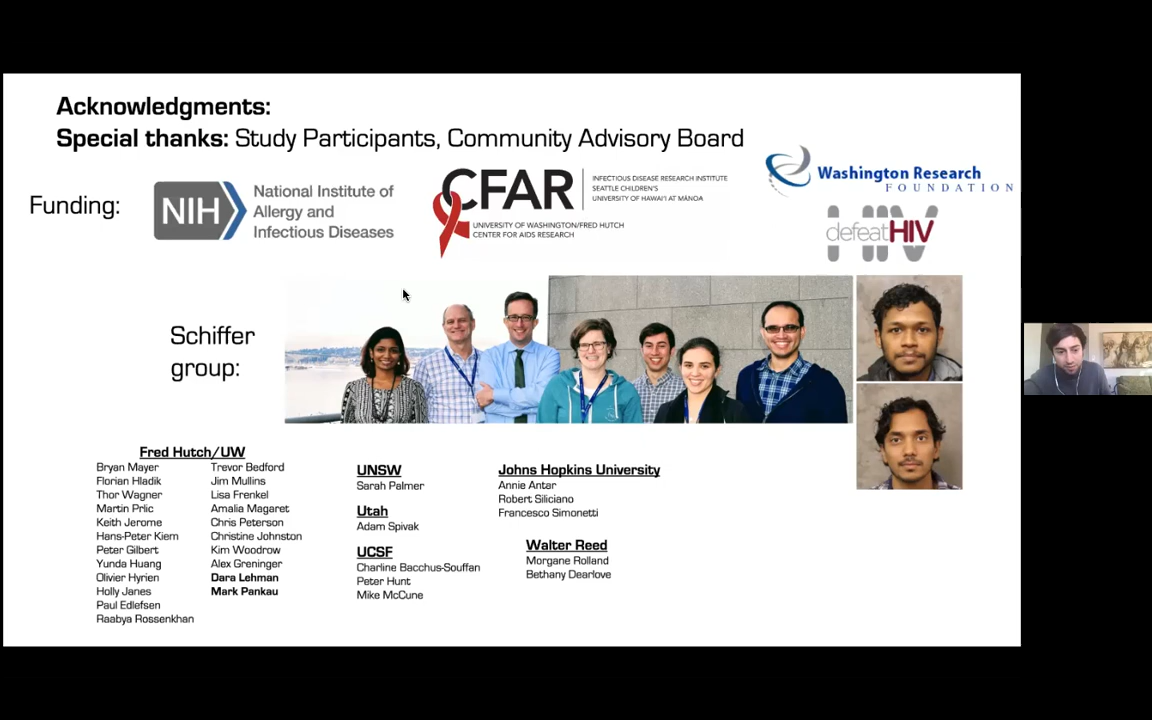 Acknowledgments:
Special thanks: Study Participants, Community Advisory Board
Funding:
NIH
National Institute of
Allergy and
Infectious Diseases
CFAR
INFECTIOUS DISEASE RESEARCH INSTITUTE
SEATTLE CHILDREN'S
UNIVERSITY OF HAWAI'I AT MĀNOA
UNIVERSITY OF WASHINGTON/FRED HUTCH
CENTER FOR AIDS RESEARCH
Washington Research
FOUNDATION
HIV
defeatHIV
Schiffer
group:
Fred Hutch/UW
Bryan Mayer
Florian Hladik
Thor Wagner
Martin Prlic
Keith Jerome
Hans-Peter Kiem
Peter Gilbert
Yunda Huang
Olivier Hyrien
Holly Janes
Paul Edlefsen
Raabya Rossenkhan
Trevor Bedford
Jim Mullins
Lisa Frenkel
Amalia Magaret
Chris Peterson
Christine Johnston
Kim Woodrow
Alex Greninger
Dara Lehman
Mark Pankau
UNSW
Sarah Palmer
Utah
Adam Spivak
UCSF
Charline Bacchus-Souffan
Peter Hunt
Mike McCune
Johns Hopkins University
Annie Antar
Robert Siliciano
Francesco Simonetti
Walter Reed
Morgane Rolland
Bethany Dearlove